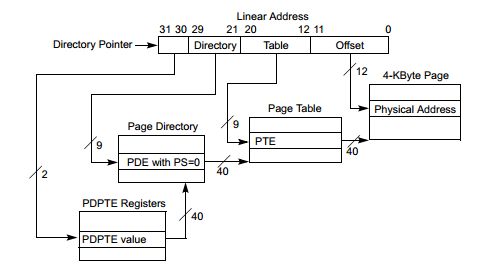 Linear Address
31 30 29 21 20 12 11 0
Directory Pointer Directory Table Offset
12
4-KByte Page
Page Table
Physical Address
9
Page Directory
9
PTE
40
PDE with PS=0
40
2
PDPTE Registers
40
PDPTE value